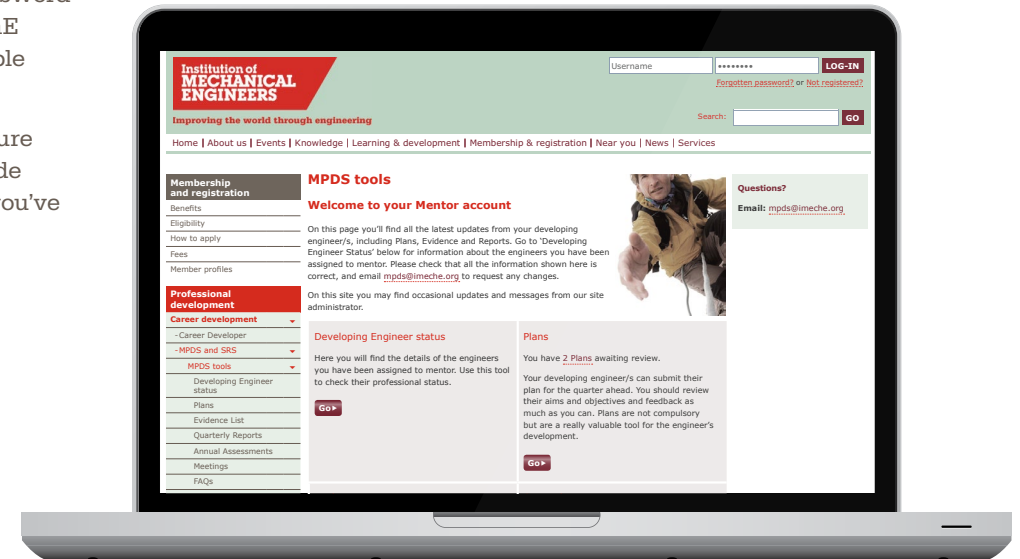 E
ple
ure
de
you've
Institution of
MECHANICAL
ENGINEERS
Improving the world through engineering
Username
••••••••
LOG-IN
Forgotten password? or Not registered?
Search:
GO
Home | About us | Events | Knowledge | Learning & development | Membership & registration | Near you | News | Services
Membership
and registration
Benefits
Eligibility
How to apply
Fees
Member profiles
Professional
development
Career development
-Career Developer
-MPDS and SRS
MPDS tools
Developing Engineer
status
Plans
Evidence List
Quarterly Reports
Annual Assessments
Meetings
FAQs
MPDS tools
Welcome to your Mentor account
On this page you'll find all the latest updates from your developing
engineer/s, including Plans, Evidence and Reports. Go to 'Developing
Engineer Status' below for information about the engineers you have been
assigned to mentor. Please check that all the information shown here is
correct, and email mpds@imeche.org to request any changes.
On this site you may find occasional updates and messages from our site
administrator.
Developing Engineer status
Here you will find the details of the engineers
you have been assigned to mentor. Use this tool
to check their professional status.
Go
Plans
You have 2 Plans awaiting review.
Your developing engineer/s can submit their
plan for the quarter ahead. You should review
their aims and objectives and feedback as
much as you can. Plans are not compulsory
but are a really valuable tool for the engineer's
development.
Go
Questions?
Email: mpds@imeche.org